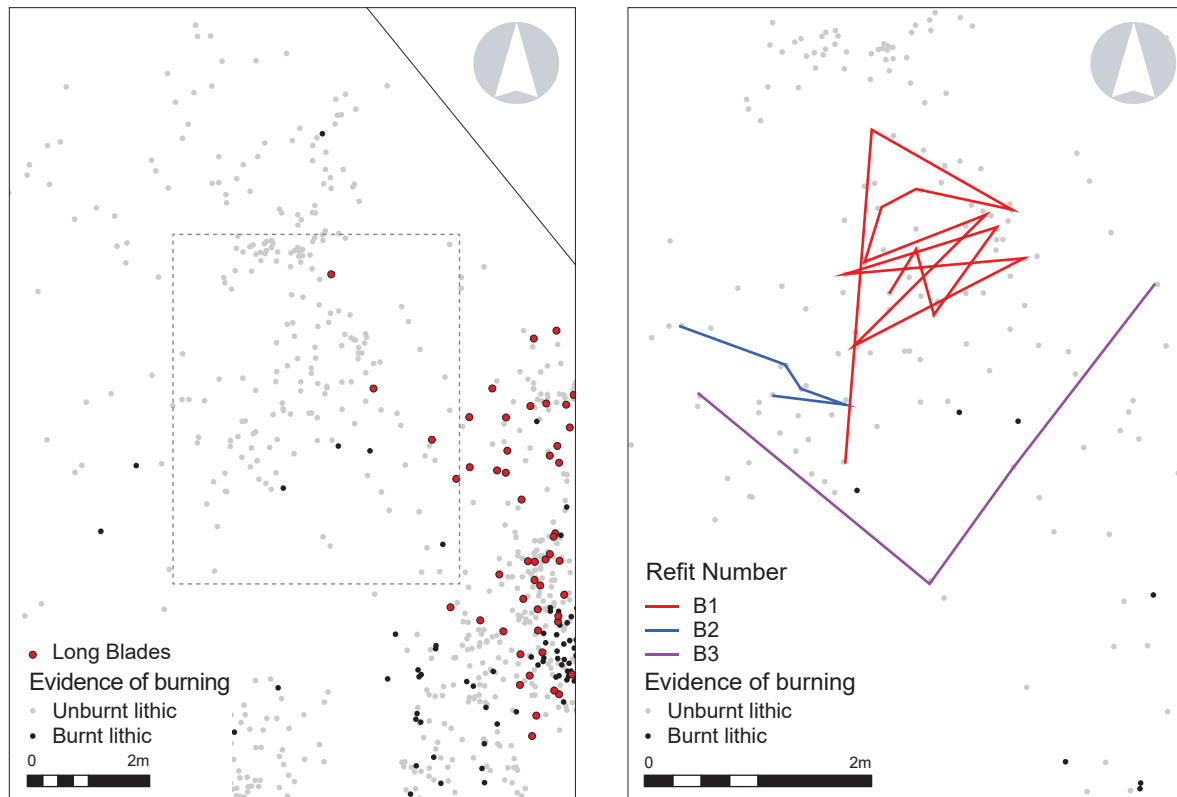 Long Blades
Evidence of burning
Unburnt lithic
Burnt lithic
0 2m
Refit Number
B1
B2
B3
Evidence of burning
Unburnt lithic
Burnt lithic
0 2m